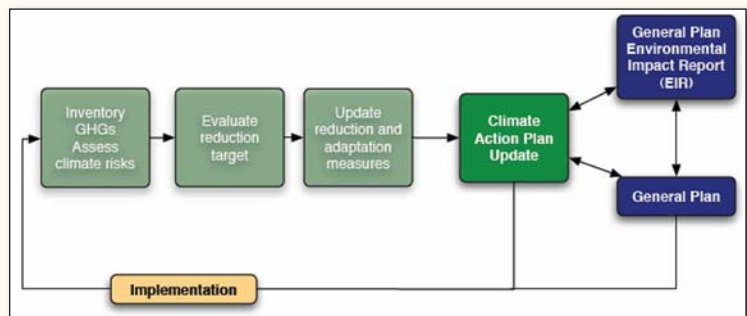 Inventory
GHGs
Assess
climate risks
Evaluate
reduction
target
Update
reduction and
adaptation
measures
Climate
Action Plan
Update
General Plan
Environmental
Impact Report
(EIR)
General Plan
Implementation